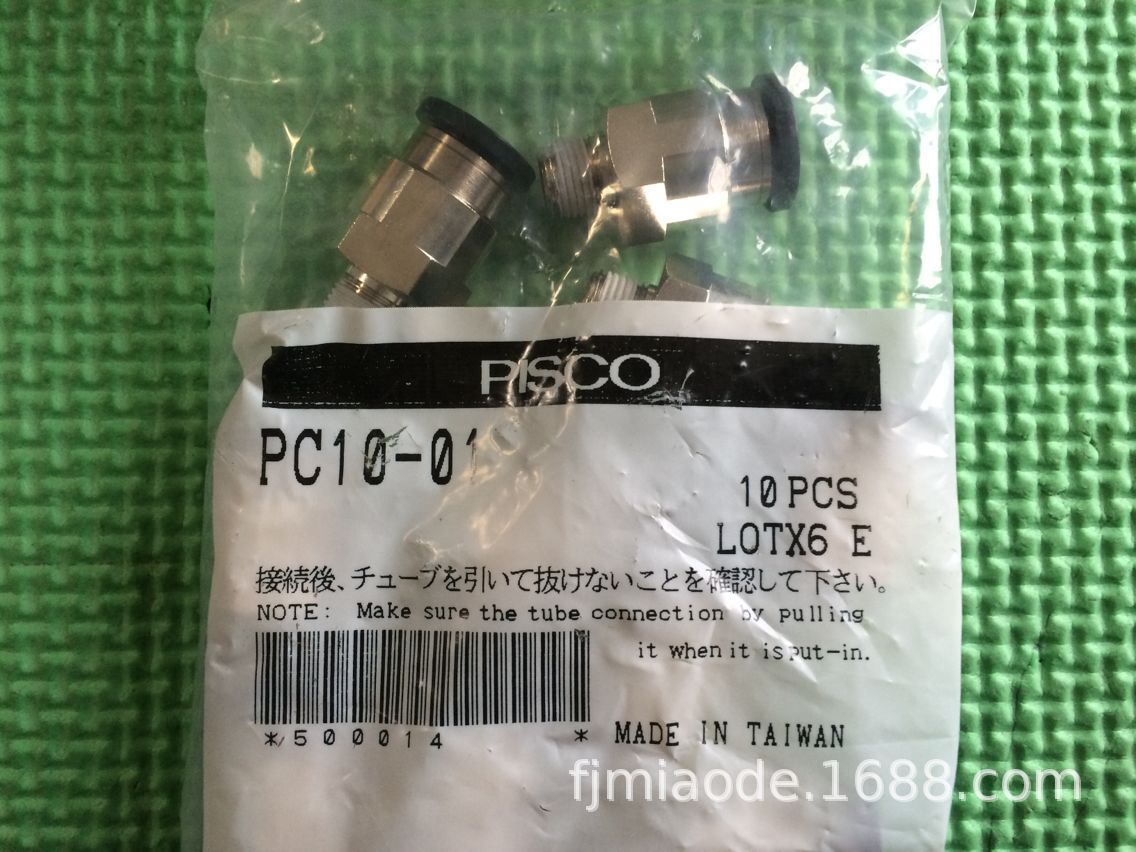 PISCO
PC10-01
10 PCS
LOTX6 E
接続後、チューブを引いて抜けないことを確認して下さい。
NOTE: Make sure the tube connection by pulling
it when it is put-in.
*/500014 *
MADE IN TAIWAN
fjmiaode.1688.com